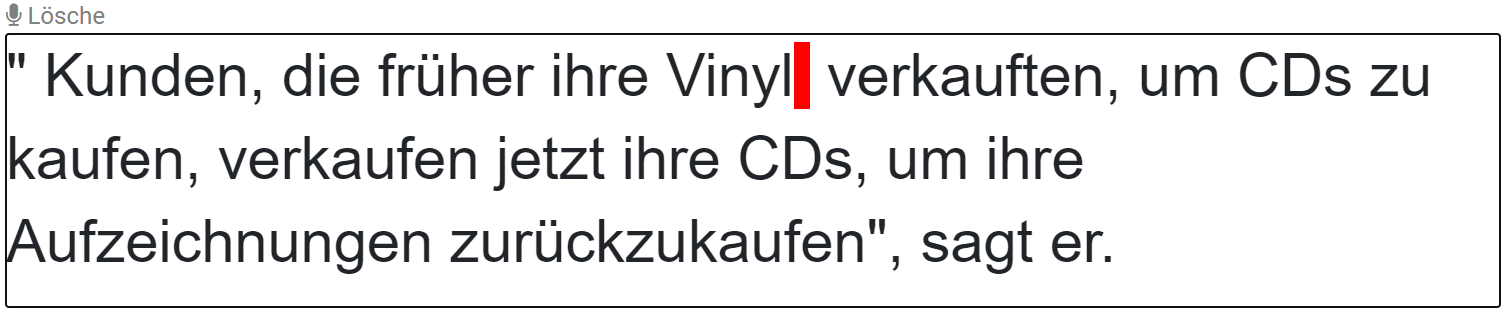 Lösche
" Kunden, die früher ihre Vinyl verkauften, um CDs zu
kaufen, verkaufen jetzt ihre CDs, um ihre
Aufzeichnungen zurückzukaufen", sagt er.